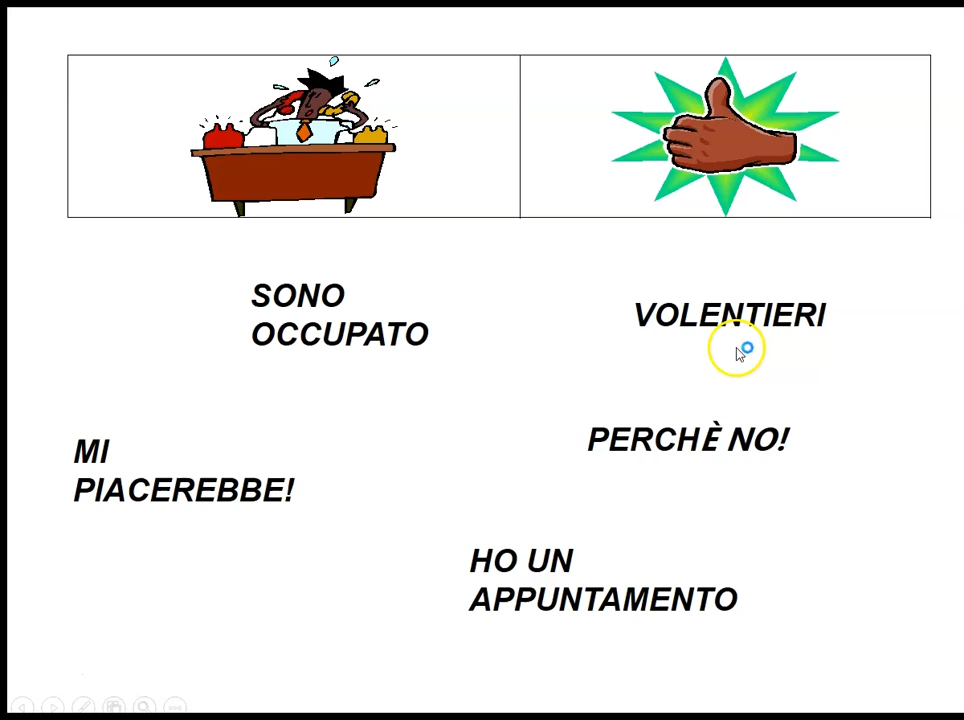 SONO
OCCUPATO
VOLENTIERI
PERCHÈ NO!
MI
PIACEREBBE!
HO UN
APPUNTAMENTO